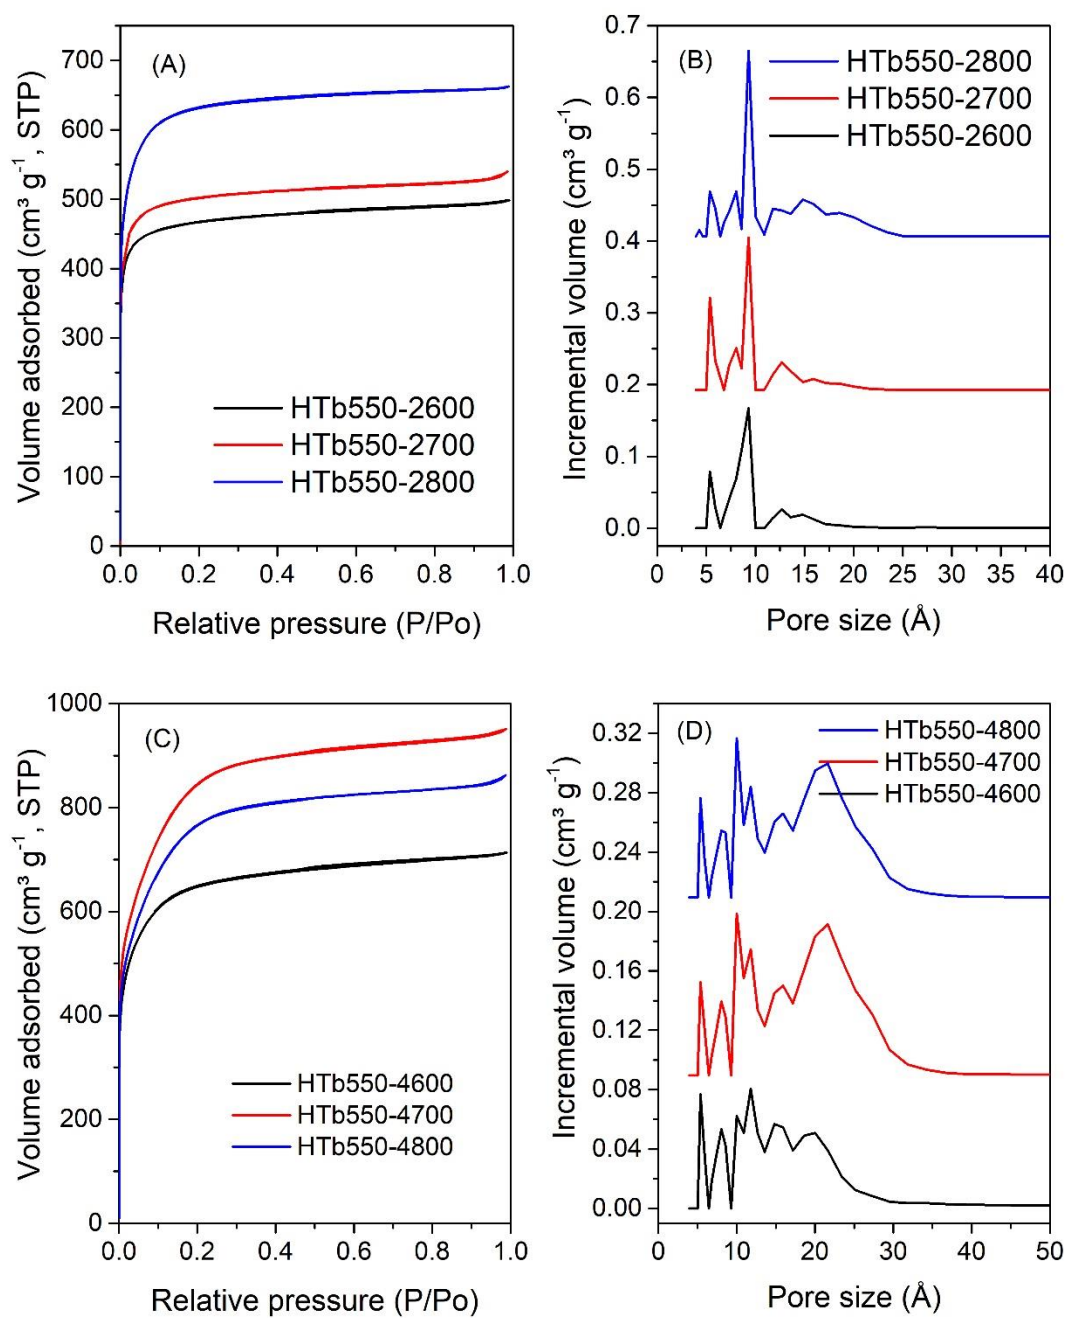 (A)
Volume adsorbed (cm³ g⁻¹, STP)
700
600
500
400
300
200
100
0
HTb550-2600
HTb550-2700
HTb550-2800
0.0 0.2 0.4 0.6 0.8 1.0
Relative pressure (P/Po)
(B)
Incremental volume (cm³ g⁻¹)
0.7
0.6
0.5
0.4
0.3
0.2
0.1
0.0
HTb550-2800
HTb550-2700
HTb550-2600
0 5 10 15 20 25 30 35 40
Pore size (Å)
(C)
Volume adsorbed (cm³ g⁻¹, STP)
1000
800
600
400
200
0
HTb550-4600
HTb550-4700
HTb550-4800
0.0 0.2 0.4 0.6 0.8 1.0
Relative pressure (P/Po)
(D)
Incremental volume (cm³ g⁻¹)
0.32
0.28
0.24
0.20
0.16
0.12
0.08
0.04
0.00
HTb550-4800
HTb550-4700
HTb550-4600
0 10 20 30 40 50
Pore size (Å)